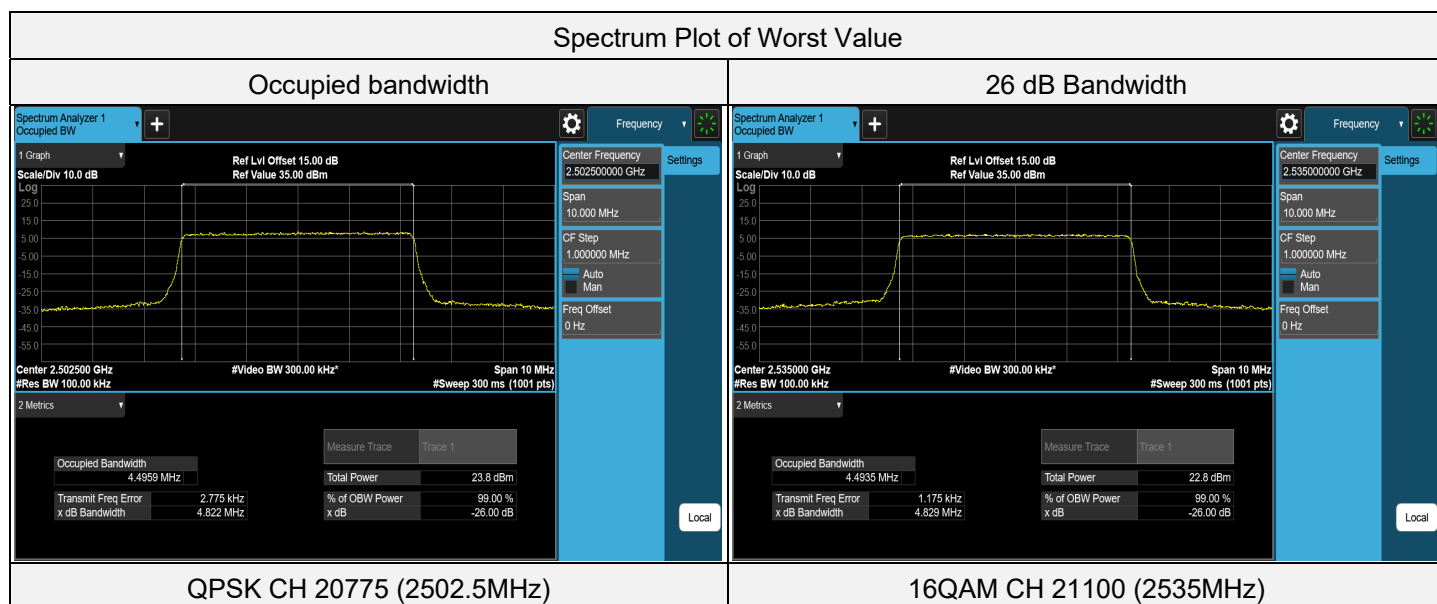 Spectrum Plot of Worst Value
Occupied bandwidth
26 dB Bandwidth
Spectrum Analyzer 1
Occupied BW
Frequency
1 Graph
Scale/Div 10.0 dB
Ref Lvl Offset 15.00 dB
Ref Value 35.00 dBm
Log
25.0
15.0
5.00
-5.00
-15.0
-25.0
-35.0
-45.0
-55.0
Center 2.502500 GHz
#Res BW 100.00 kHz
#Video BW 300.00 kHz*
Span 10 MHz
#Sweep 300 ms (1001 pts)
Center Frequency
2.502500000 GHz
Settings
Span
10.000 MHz
CF Step
1.000000 MHz
Auto
Man
Freq Offset
0 Hz
Local
2 Metrics
Measure Trace Trace 1
Occupied Bandwidth
4.4959 MHz
Total Power 23.8 dBm
Transmit Freq Error 2.775 kHz
% of OBW Power 99.00 %
x dB Bandwidth 4.822 MHz
x dB -26.00 dB
Spectrum Analyzer 1
Occupied BW
Frequency
1 Graph
Scale/Div 10.0 dB
Ref Lvl Offset 15.00 dB
Ref Value 35.00 dBm
Log
25.0
15.0
5.00
-5.00
-15.0
-25.0
-35.0
-45.0
-55.0
Center 2.535000 GHz
#Res BW 100.00 kHz
#Video BW 300.00 kHz*
Span 10 MHz
#Sweep 300 ms (1001 pts)
Center Frequency
2.535000000 GHz
Settings
Span
10.000 MHz
CF Step
1.000000 MHz
Auto
Man
Freq Offset
0 Hz
Local
2 Metrics
Measure Trace Trace 1
Occupied Bandwidth
4.4935 MHz
Total Power 22.8 dBm
Transmit Freq Error 1.175 kHz
% of OBW Power 99.00 %
x dB Bandwidth 4.829 MHz
x dB -26.00 dB
QPSK CH 20775 (2502.5MHz)
16QAM CH 21100 (2535MHz)